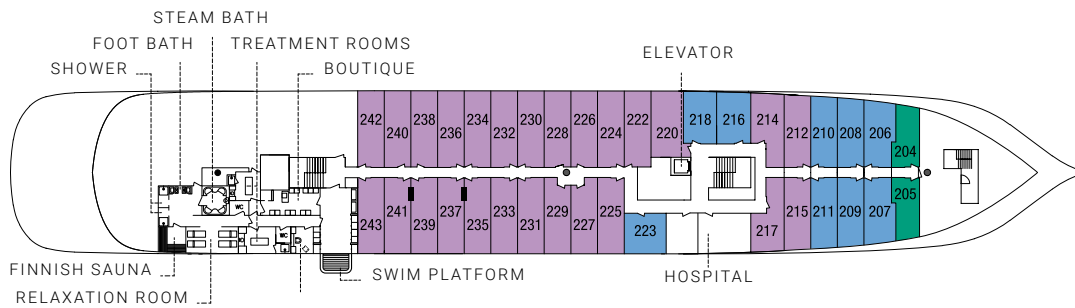 STEAM BATH
FOOT BATH TREATMENT ROOMS ELEVATOR
SHOWER BOUTIQUE
242 240 238 236 234 232 230 228 226 224 222 220 218 216 214 212 210 208 206 204
WC
WC
243 241 239 237 235 233 231 229 227 225 223 217 215 211 209 207 205
FINNISH SAUNA SWIM PLATFORM HOSPITAL
RELAXATION ROOM